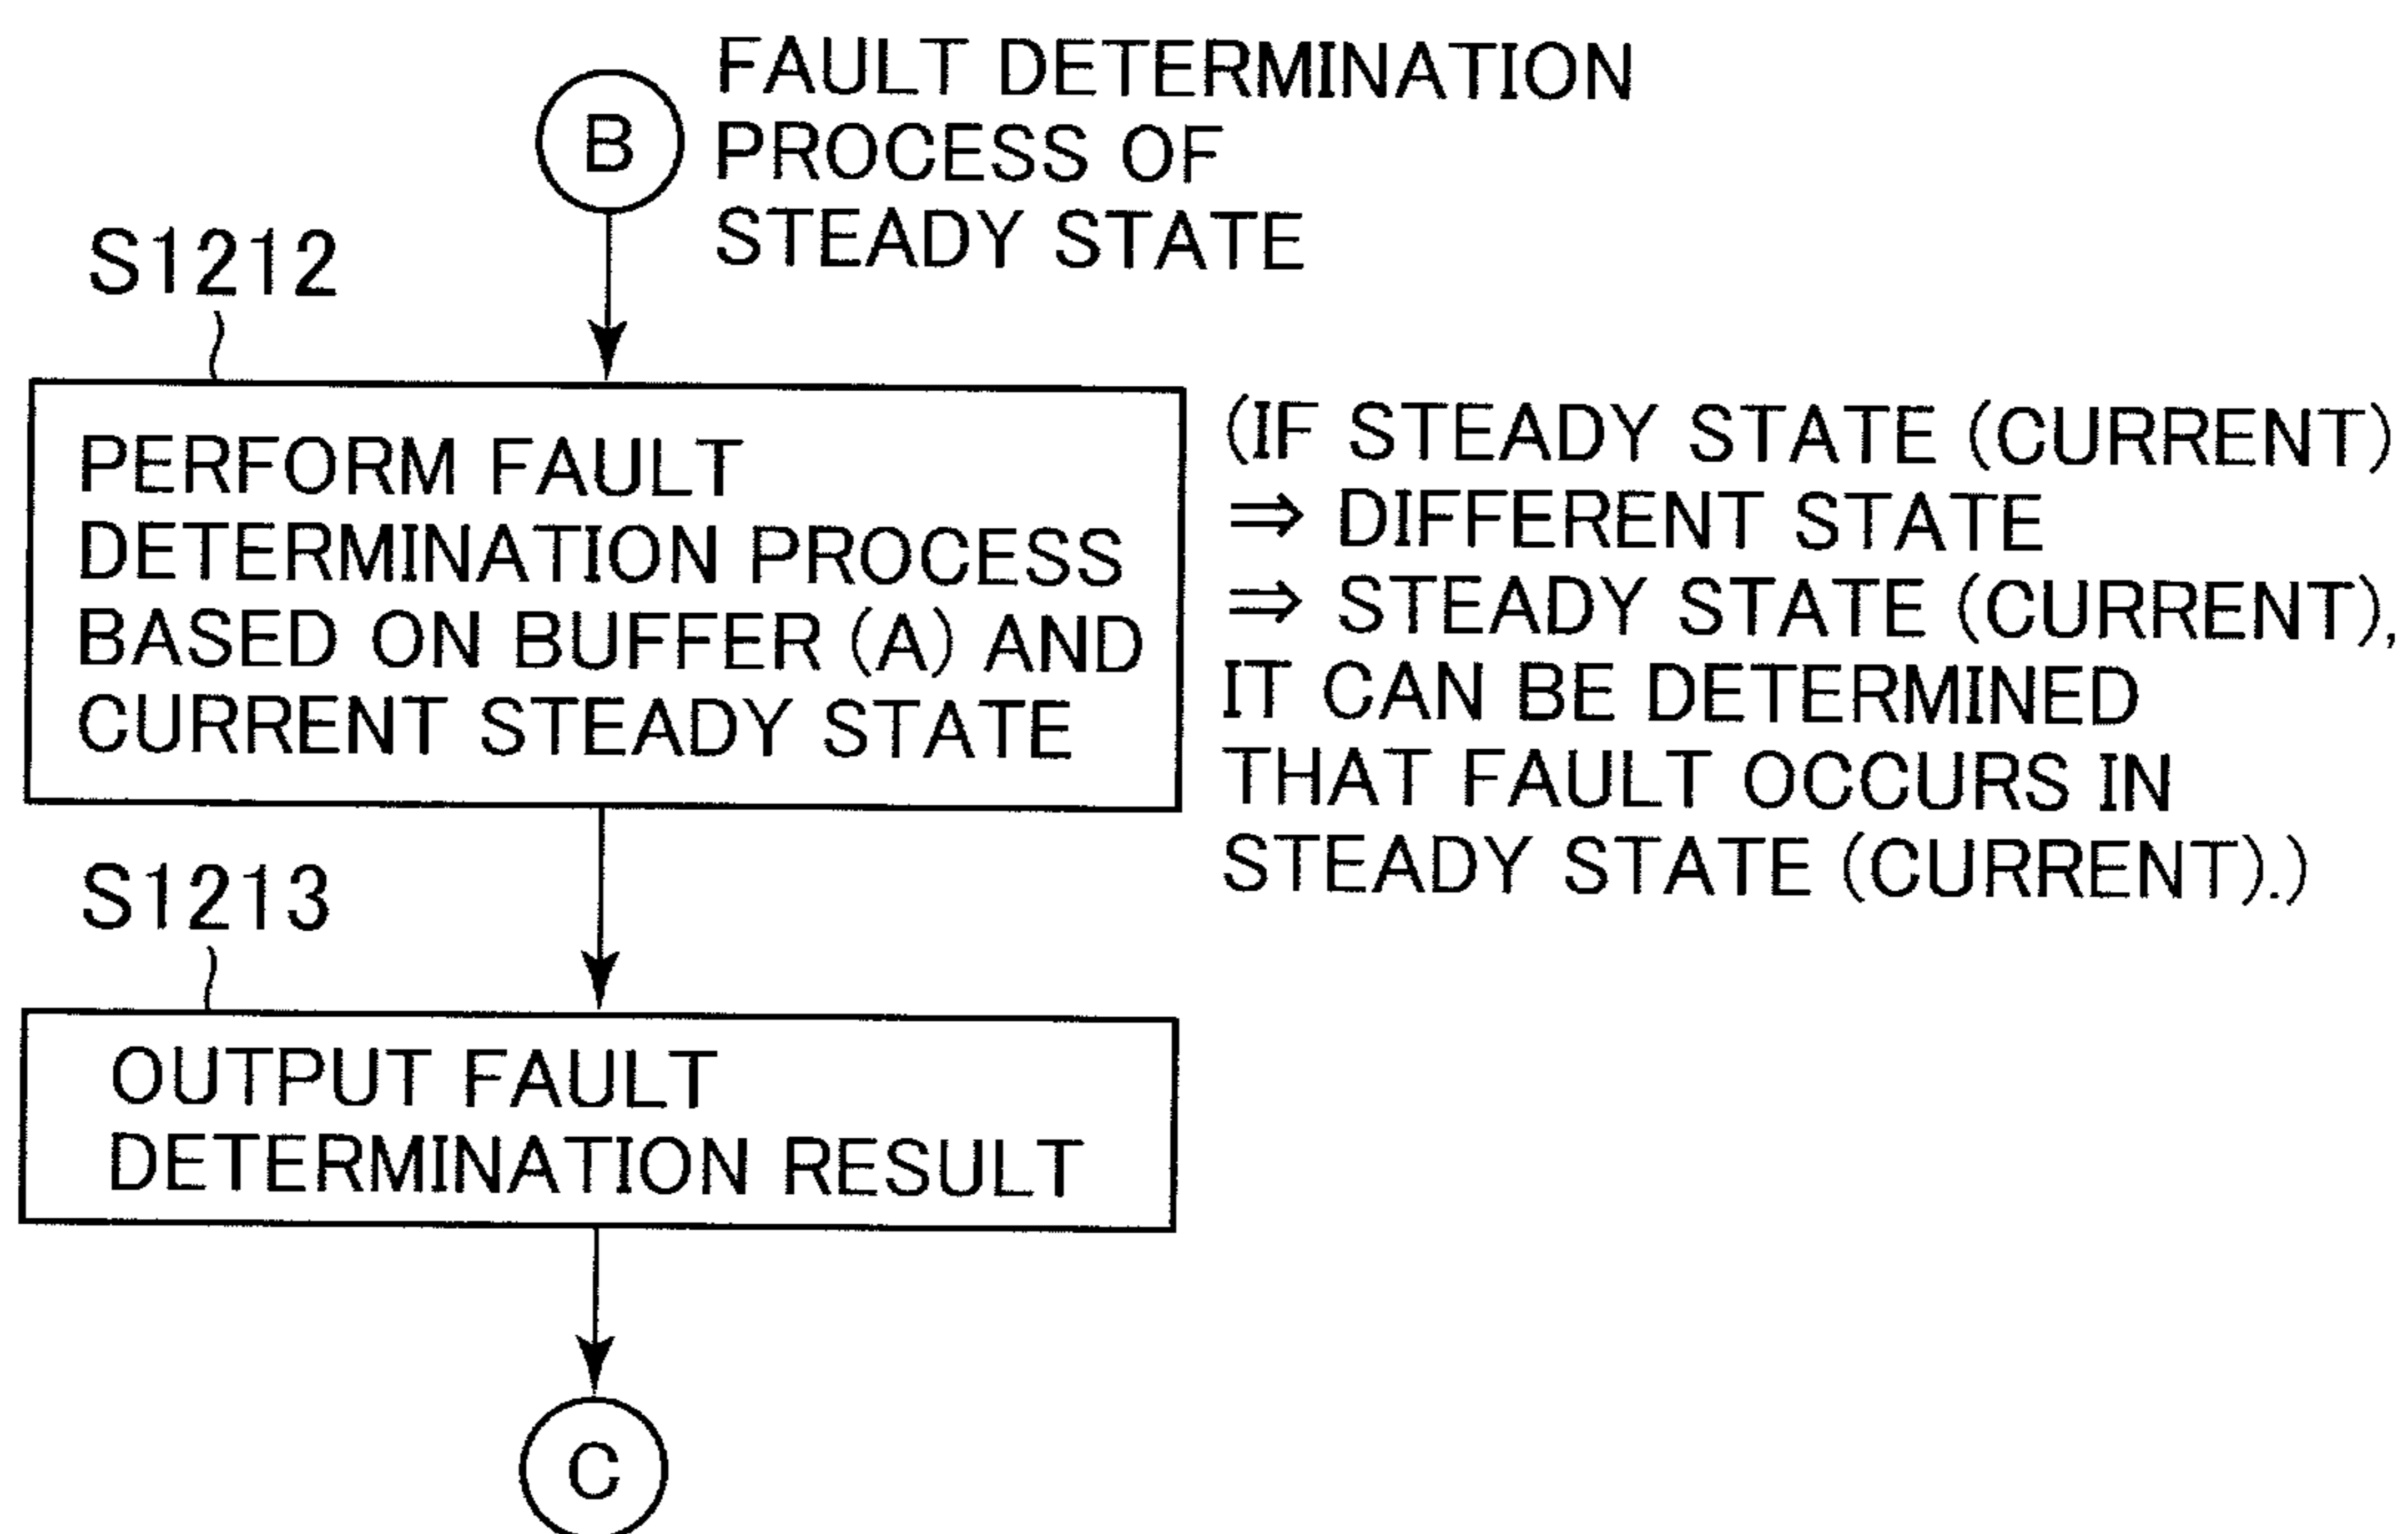 B
FAULT DETERMINATION
PROCESS OF
STEADY STATE
S1212
PERFORM FAULT
DETERMINATION PROCESS
BASED ON BUFFER (A) AND
CURRENT STEADY STATE
(IF STEADY STATE (CURRENT)
⇒ DIFFERENT STATE
⇒ STEADY STATE (CURRENT),
IT CAN BE DETERMINED
THAT FAULT OCCURS IN
STEADY STATE (CURRENT).)
S1213
OUTPUT FAULT
DETERMINATION RESULT
C